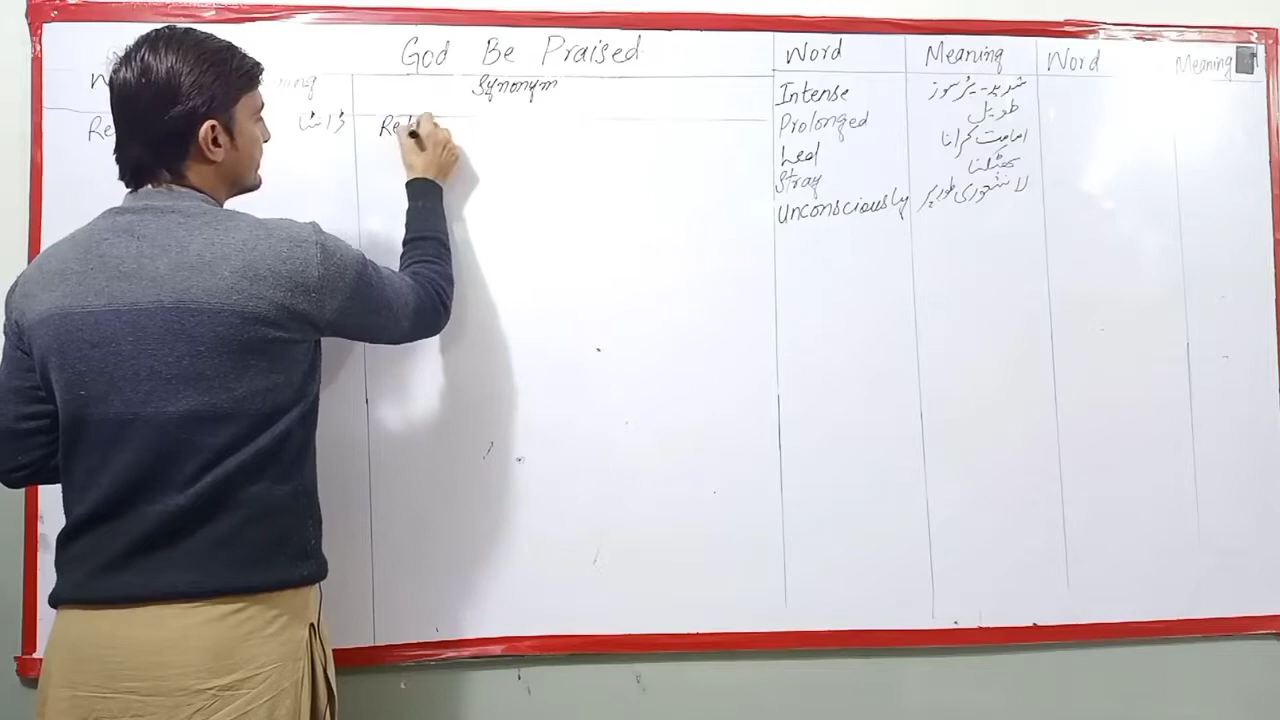 God Be Praised
Synonym
Word Meaning Word Meaning
Intense شدید۔پرسوز
Prolonged طویل
Led امامت کرانا
Stray بھٹکنا
Unconsciously لاشعوری طور پر